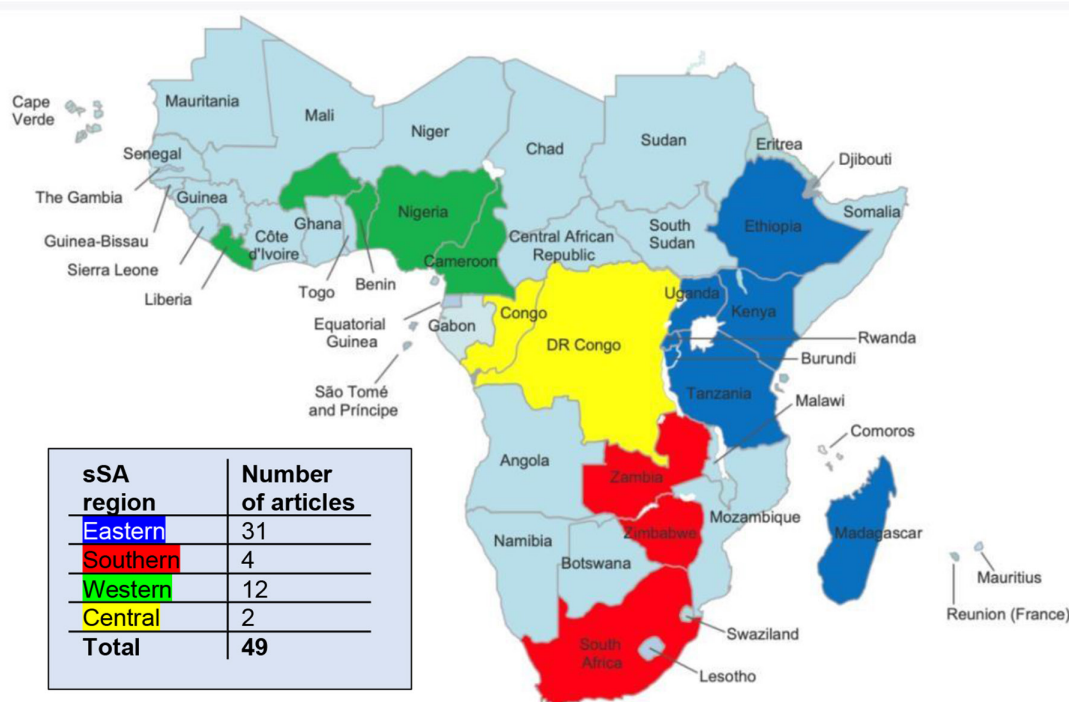 Cape
Verde
Mauritania
Mali
Niger
Chad
Sudan
Eritrea
Djibouti
Senegal
The Gambia
Guinea
Guinea-Bissau
Sierra Leone
Liberia
Côte
d'Ivoire
Ghana
Togo
Benin
Nigeria
Cameroon
Central African
Republic
South
Sudan
Ethiopia
Somalia
Equatorial
Guinea
Gabon
Congo
DR Congo
Uganda
Kenya
Rwanda
Burundi
Tanzania
Malawi
São Tomé
and Príncipe
Comoros
Angola
Zambia
Mozambique
Zimbabwe
Madagascar
Namibia
Botswana
Mauritius
Reunion (France)
Swaziland
South
Africa
Lesotho
sSA region Number of articles
Eastern 31
Southern 4
Western 12
Central 2
Total 49